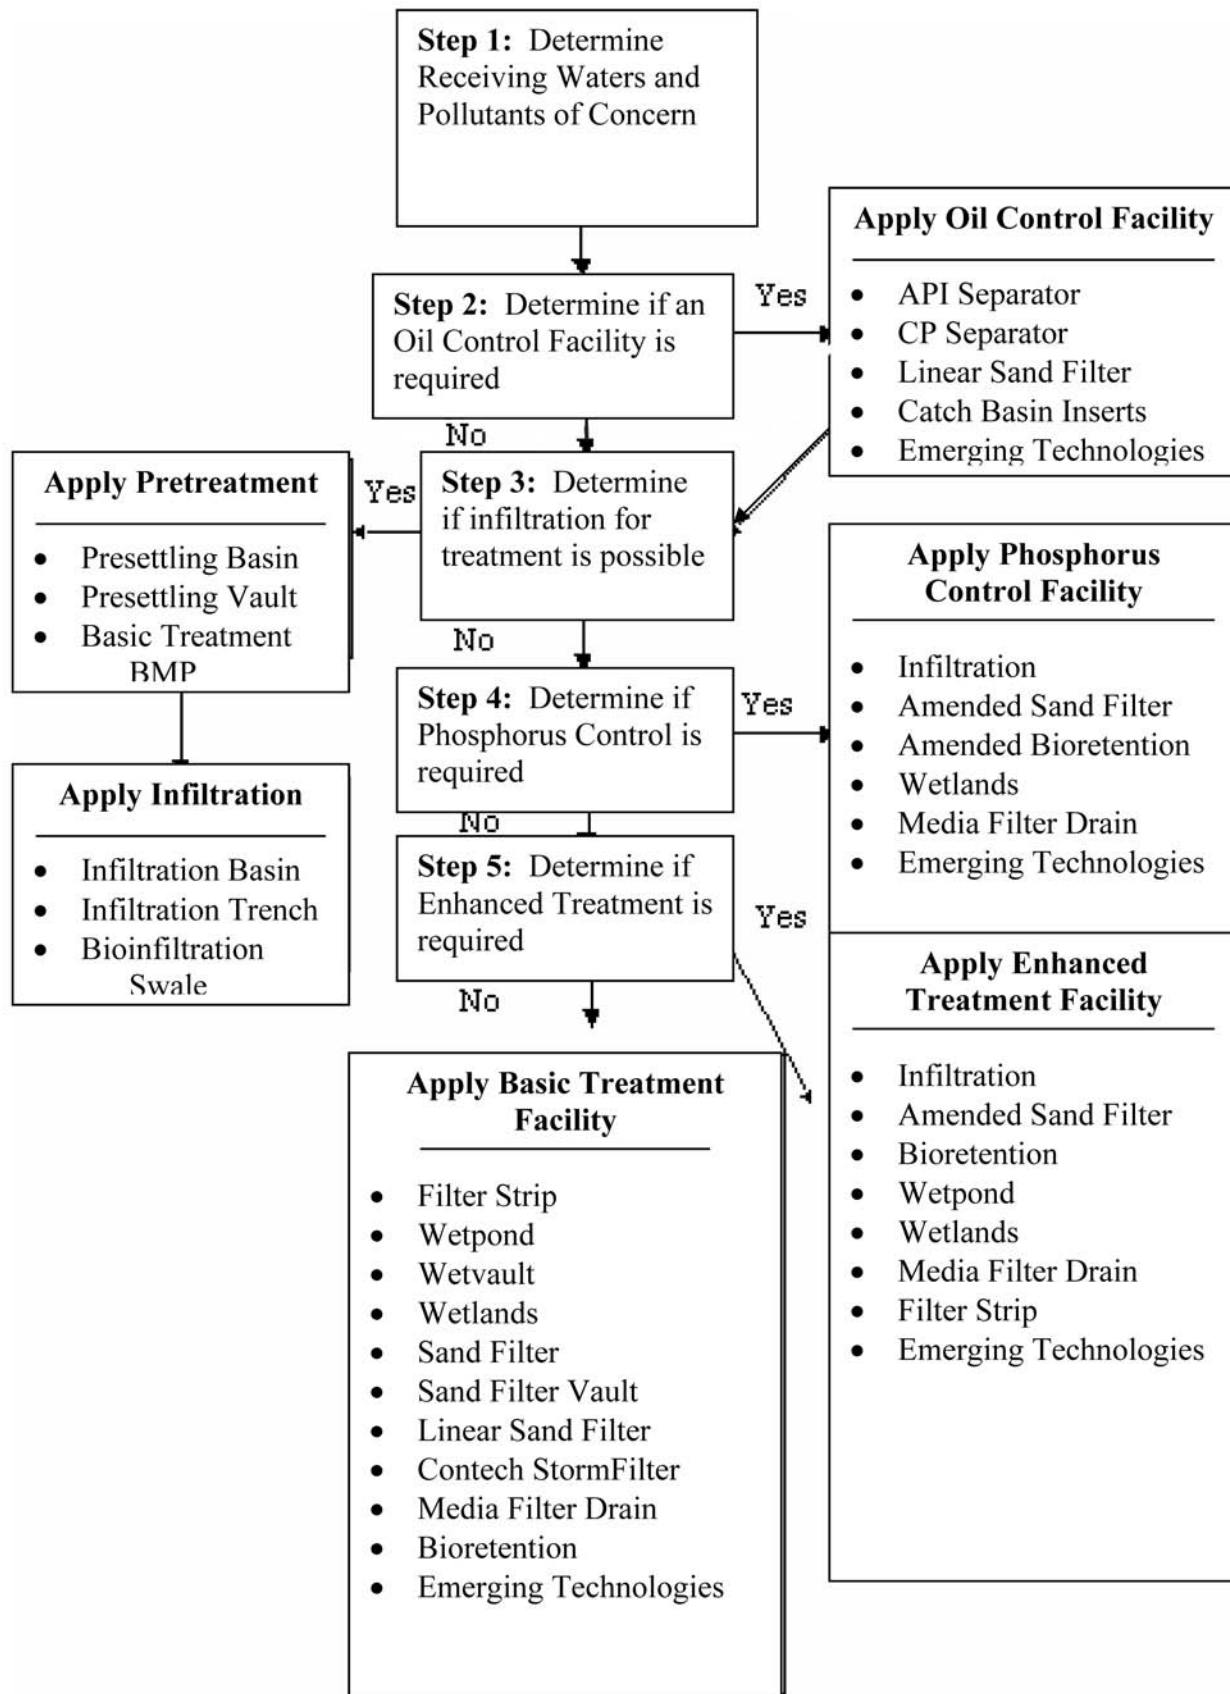 Step 1: Determine
Receiving Waters and
Pollutants of Concern
Apply Oil Control Facility
• API Separator
• CP Separator
• Linear Sand Filter
• Catch Basin Inserts
• Emerging Technologies
Yes
Step 2: Determine if an
Oil Control Facility is
required
No
Step 3: Determine
if infiltration for
treatment is possible
Yes
Apply Pretreatment
• Presettling Basin
• Presettling Vault
• Basic Treatment
BMP
Apply Infiltration
• Infiltration Basin
• Infiltration Trench
• Bioinfiltration
Swale
No
Step 4: Determine if
Phosphorus Control is
required
Yes
Apply Phosphorus
Control Facility
• Infiltration
• Amended Sand Filter
• Amended Bioretention
• Wetlands
• Media Filter Drain
• Emerging Technologies
No
Step 5: Determine if
Enhanced Treatment is
required
Yes
Apply Enhanced
Treatment Facility
• Infiltration
• Amended Sand Filter
• Bioretention
• Wetpond
• Wetlands
• Media Filter Drain
• Filter Strip
• Emerging Technologies
No
Apply Basic Treatment
Facility
• Filter Strip
• Wetpond
• Wetvault
• Wetlands
• Sand Filter
• Sand Filter Vault
• Linear Sand Filter
• Contech StormFilter
• Media Filter Drain
• Bioretention
• Emerging Technologies